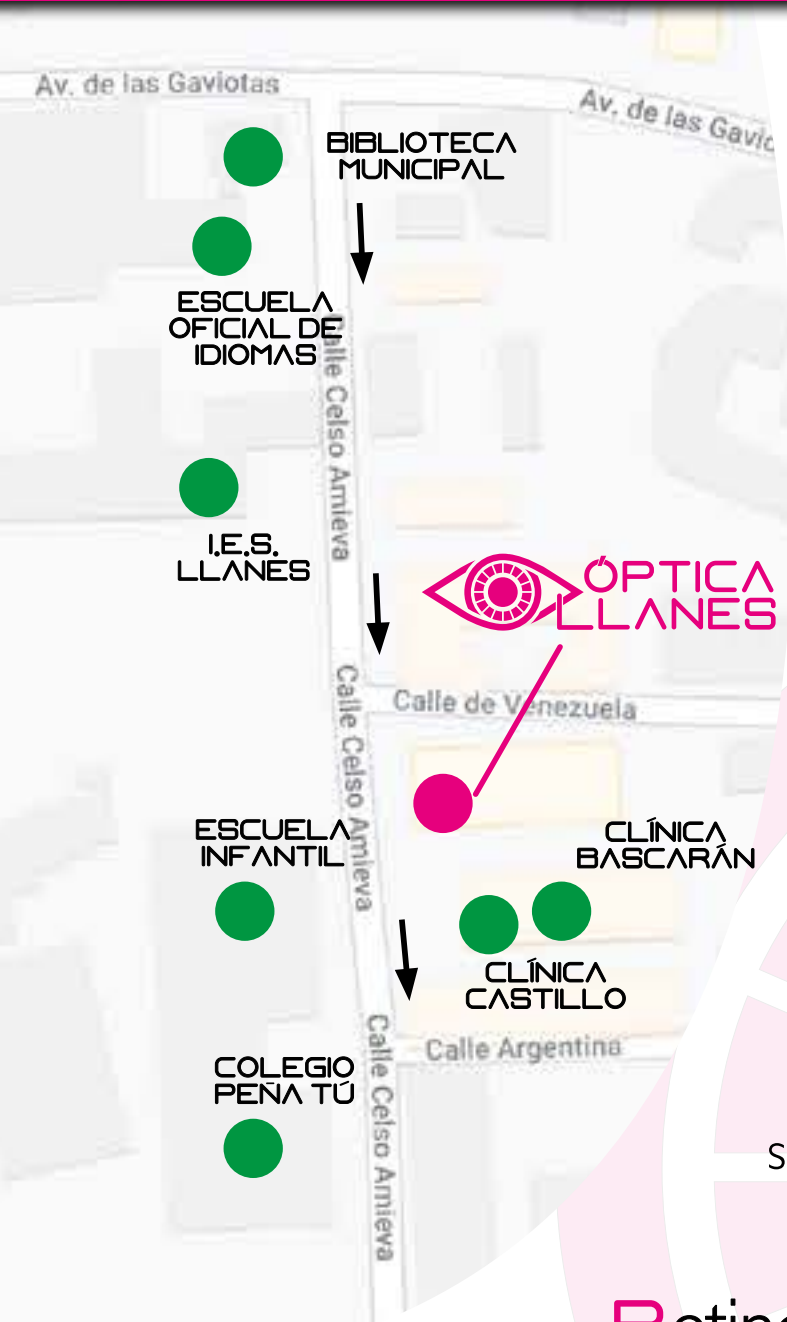 Av. de las Gaviotas
Av. de las Gavio
BIBLIOTECA
MUNICIPAL
ESCUELA
OFICIAL DE
IDIOMAS
Calle Celso Amieva
I.E.S.
LLANES
ÓPTICA
LLANES
Calle Celso Amieva
Calle de Venezuela
ESCUELA
INFANTIL
CLÍNICA
BASCARÁN
CLÍNICA
CASTILLO
Calle Argentina
Calle Celso Amieva
COLEGIO
PEÑA TÚ
S